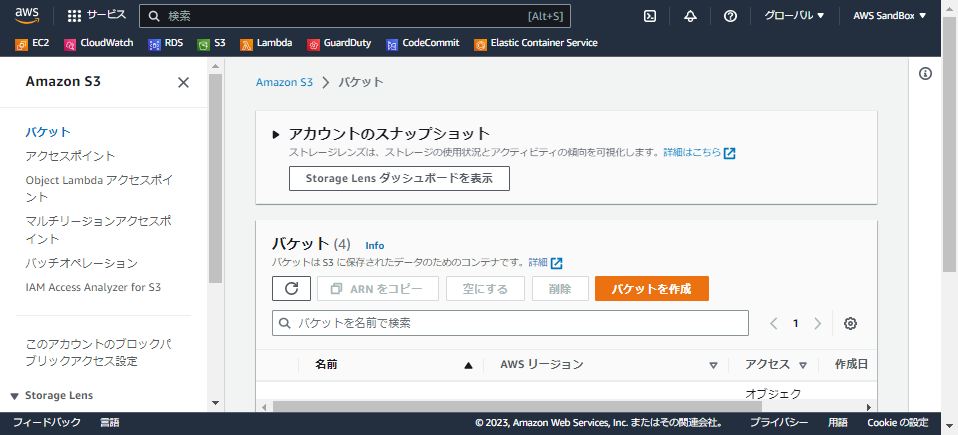 aws サービス 検索 [Alt+S] グローバル AWS SandBox
EC2 CloudWatch RDS S3 Lambda GuardDuty CodeCommit Elastic Container Service
Amazon S3
バケット
アクセスポイント
Object Lambda アクセスポイ
ント
マルチリージョンアクセスポ
イント
バッチオペレーション
IAM Access Analyzer for S3
このアカウントのブロックパ
ブリックアクセス設定
Storage Lens
Amazon S3 バケット
アカウントのスナップショット
ストレージレンズは、ストレージの使用状況とアクティビティの傾向を可視化します。詳細はこちら
Storage Lens ダッシュボードを表示
バケット (4) Info
バケットは S3 に保存されたデータのためのコンテナです。詳細
ARN をコピー 空にする 削除 バケットを作成
バケットを名前で検索 1
名前 AWS リージョン アクセス 作成日
オブジェク
フィードバック 言語 © 2023, Amazon Web Services, Inc. またはその関連会社。 プライバシー 用語 Cookie の設定